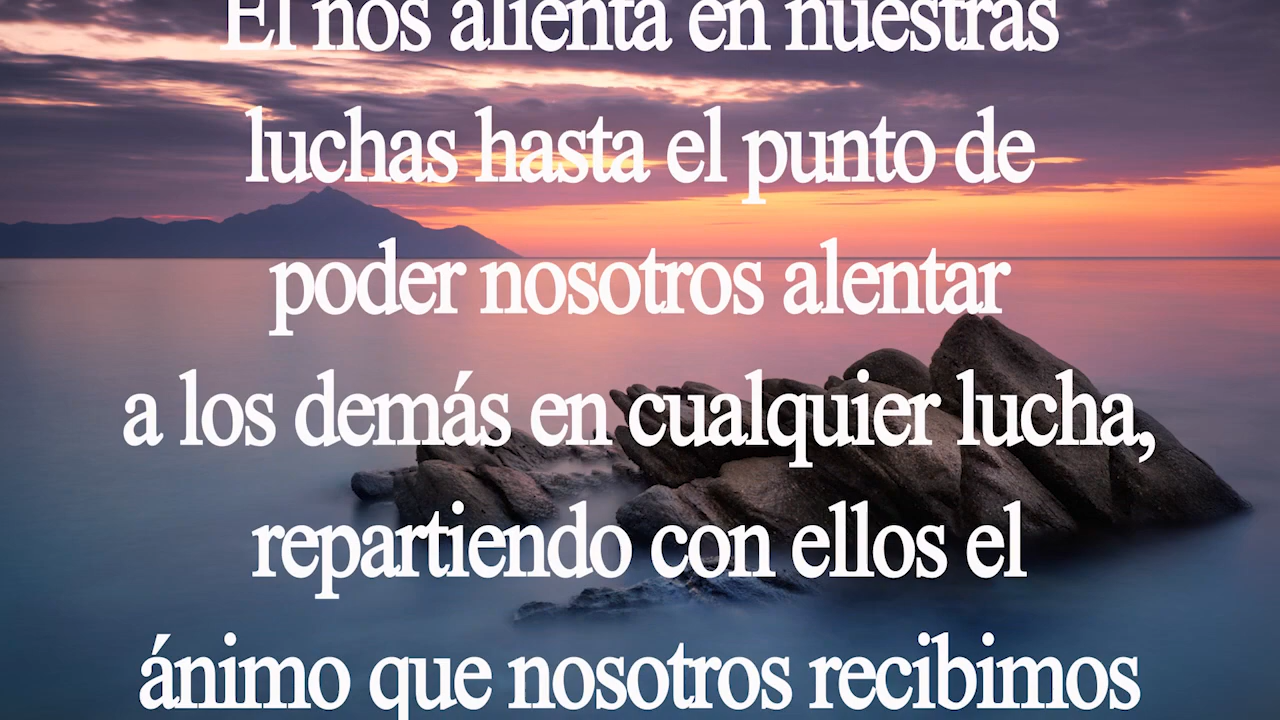 Él nos alienta en nuestras
luchas hasta el punto de
poder nosotros alentar
a los demás en cualquier lucha,
repartiendo con ellos el
ánimo que nosotros recibimos